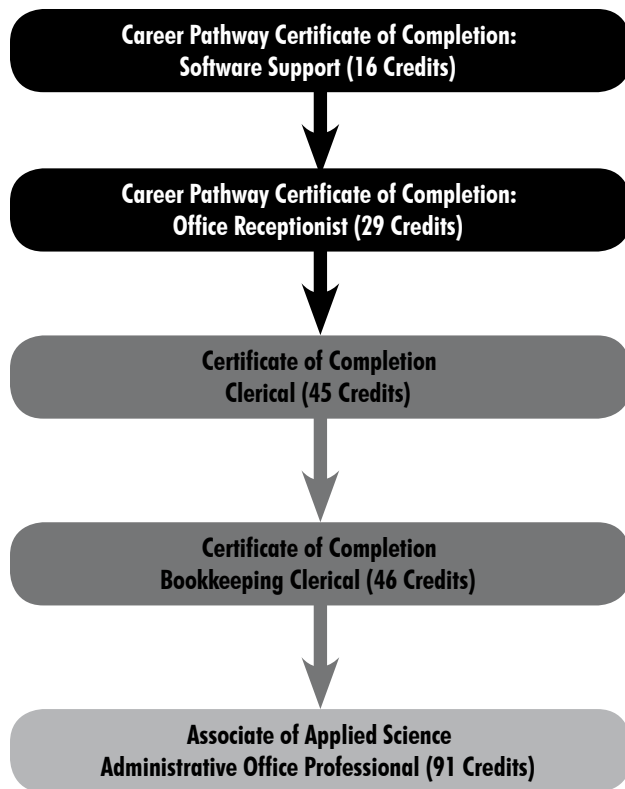 Career Pathway Certificate of Completion:
Software Support (16 Credits)
Career Pathway Certificate of Completion:
Office Receptionist (29 Credits)
Certificate of Completion
Clerical (45 Credits)
Certificate of Completion
Bookkeeping Clerical (46 Credits)
Associate of Applied Science
Administrative Office Professional (91 Credits)